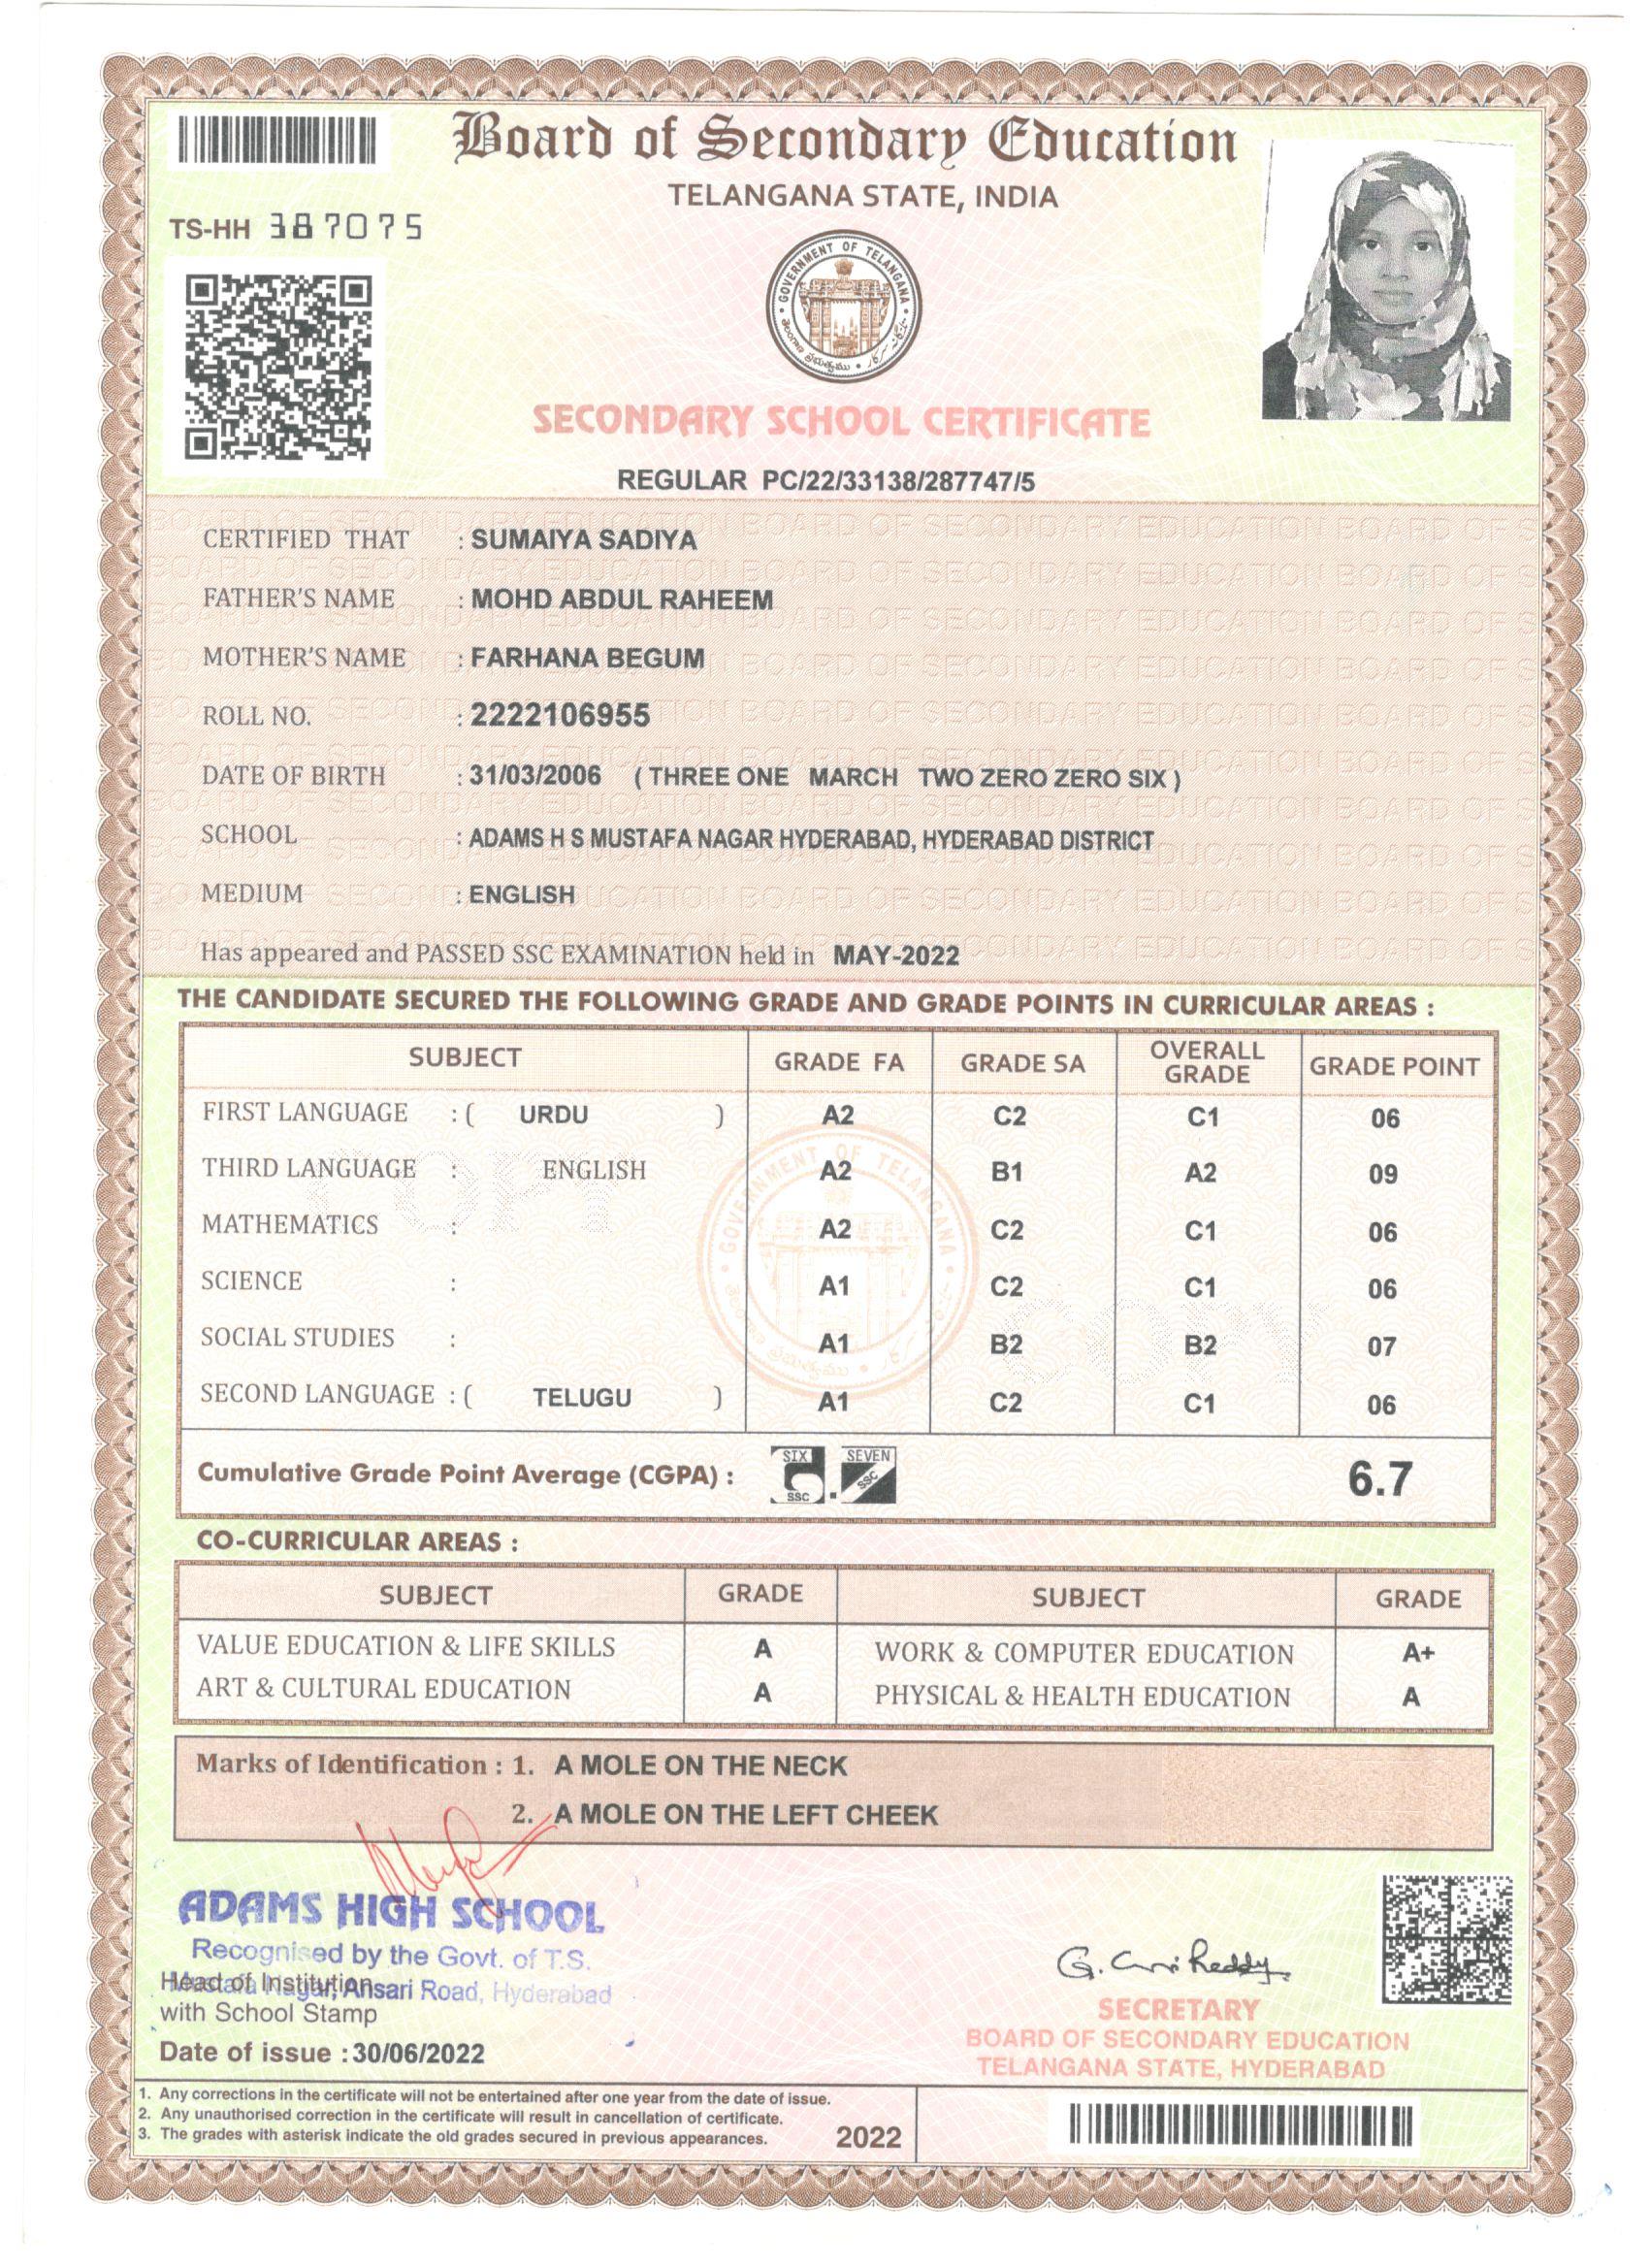 Board of Secondary Education
TELANGANA STATE, INDIA
TS-HH 387075
GOVERNMENT OF TELANGANA
SECONDARY SCHOOL CERTIFICATE
REGULAR PC/22/33138/287747/5
CERTIFIED THAT : SUMAIYA SADIYA
FATHER'S NAME : MOHD ABDUL RAHEEM
MOTHER'S NAME : FARHANA BEGUM
ROLL NO. : 2222106955
DATE OF BIRTH : 31/03/2006 ( THREE ONE MARCH TWO ZERO ZERO SIX )
SCHOOL : ADAMS H S MUSTAFA NAGAR HYDERABAD, HYDERABAD DISTRICT
MEDIUM : ENGLISH
Has appeared and PASSED SSC EXAMINATION held in MAY-2022
THE CANDIDATE SECURED THE FOLLOWING GRADE AND GRADE POINTS IN CURRICULAR AREAS :
SUBJECT GRADE FA GRADE SA OVERALL GRADE GRADE POINT
FIRST LANGUAGE : ( URDU ) A2 C2 C1 06
THIRD LANGUAGE : ENGLISH A2 B1 A2 09
MATHEMATICS : A2 C2 C1 06
SCIENCE : A1 C2 C1 06
SOCIAL STUDIES : A1 B2 B2 07
SECOND LANGUAGE : ( TELUGU ) A1 C2 C1 06
Cumulative Grade Point Average (CGPA) : SIX SSC . SEVEN SSC 6.7
CO-CURRICULAR AREAS :
SUBJECT GRADE SUBJECT GRADE
VALUE EDUCATION & LIFE SKILLS A WORK & COMPUTER EDUCATION A+
ART & CULTURAL EDUCATION A PHYSICAL & HEALTH EDUCATION A
Marks of Identification : 1. A MOLE ON THE NECK
2. A MOLE ON THE LEFT CHEEK
ADAMS HIGH SCHOOL
Recognised by the Govt. of T.S.
Mustafa Nagar, Ansari Road, Hyderabad
Head of Institution
with School Stamp
Date of issue : 30/06/2022
SECRETARY
BOARD OF SECONDARY EDUCATION
TELANGANA STATE, HYDERABAD
1. Any corrections in the certificate will not be entertained after one year from the date of issue.
2. Any unauthorised correction in the certificate will result in cancellation of certificate.
3. The grades with asterisk indicate the old grades secured in previous appearances.
2022